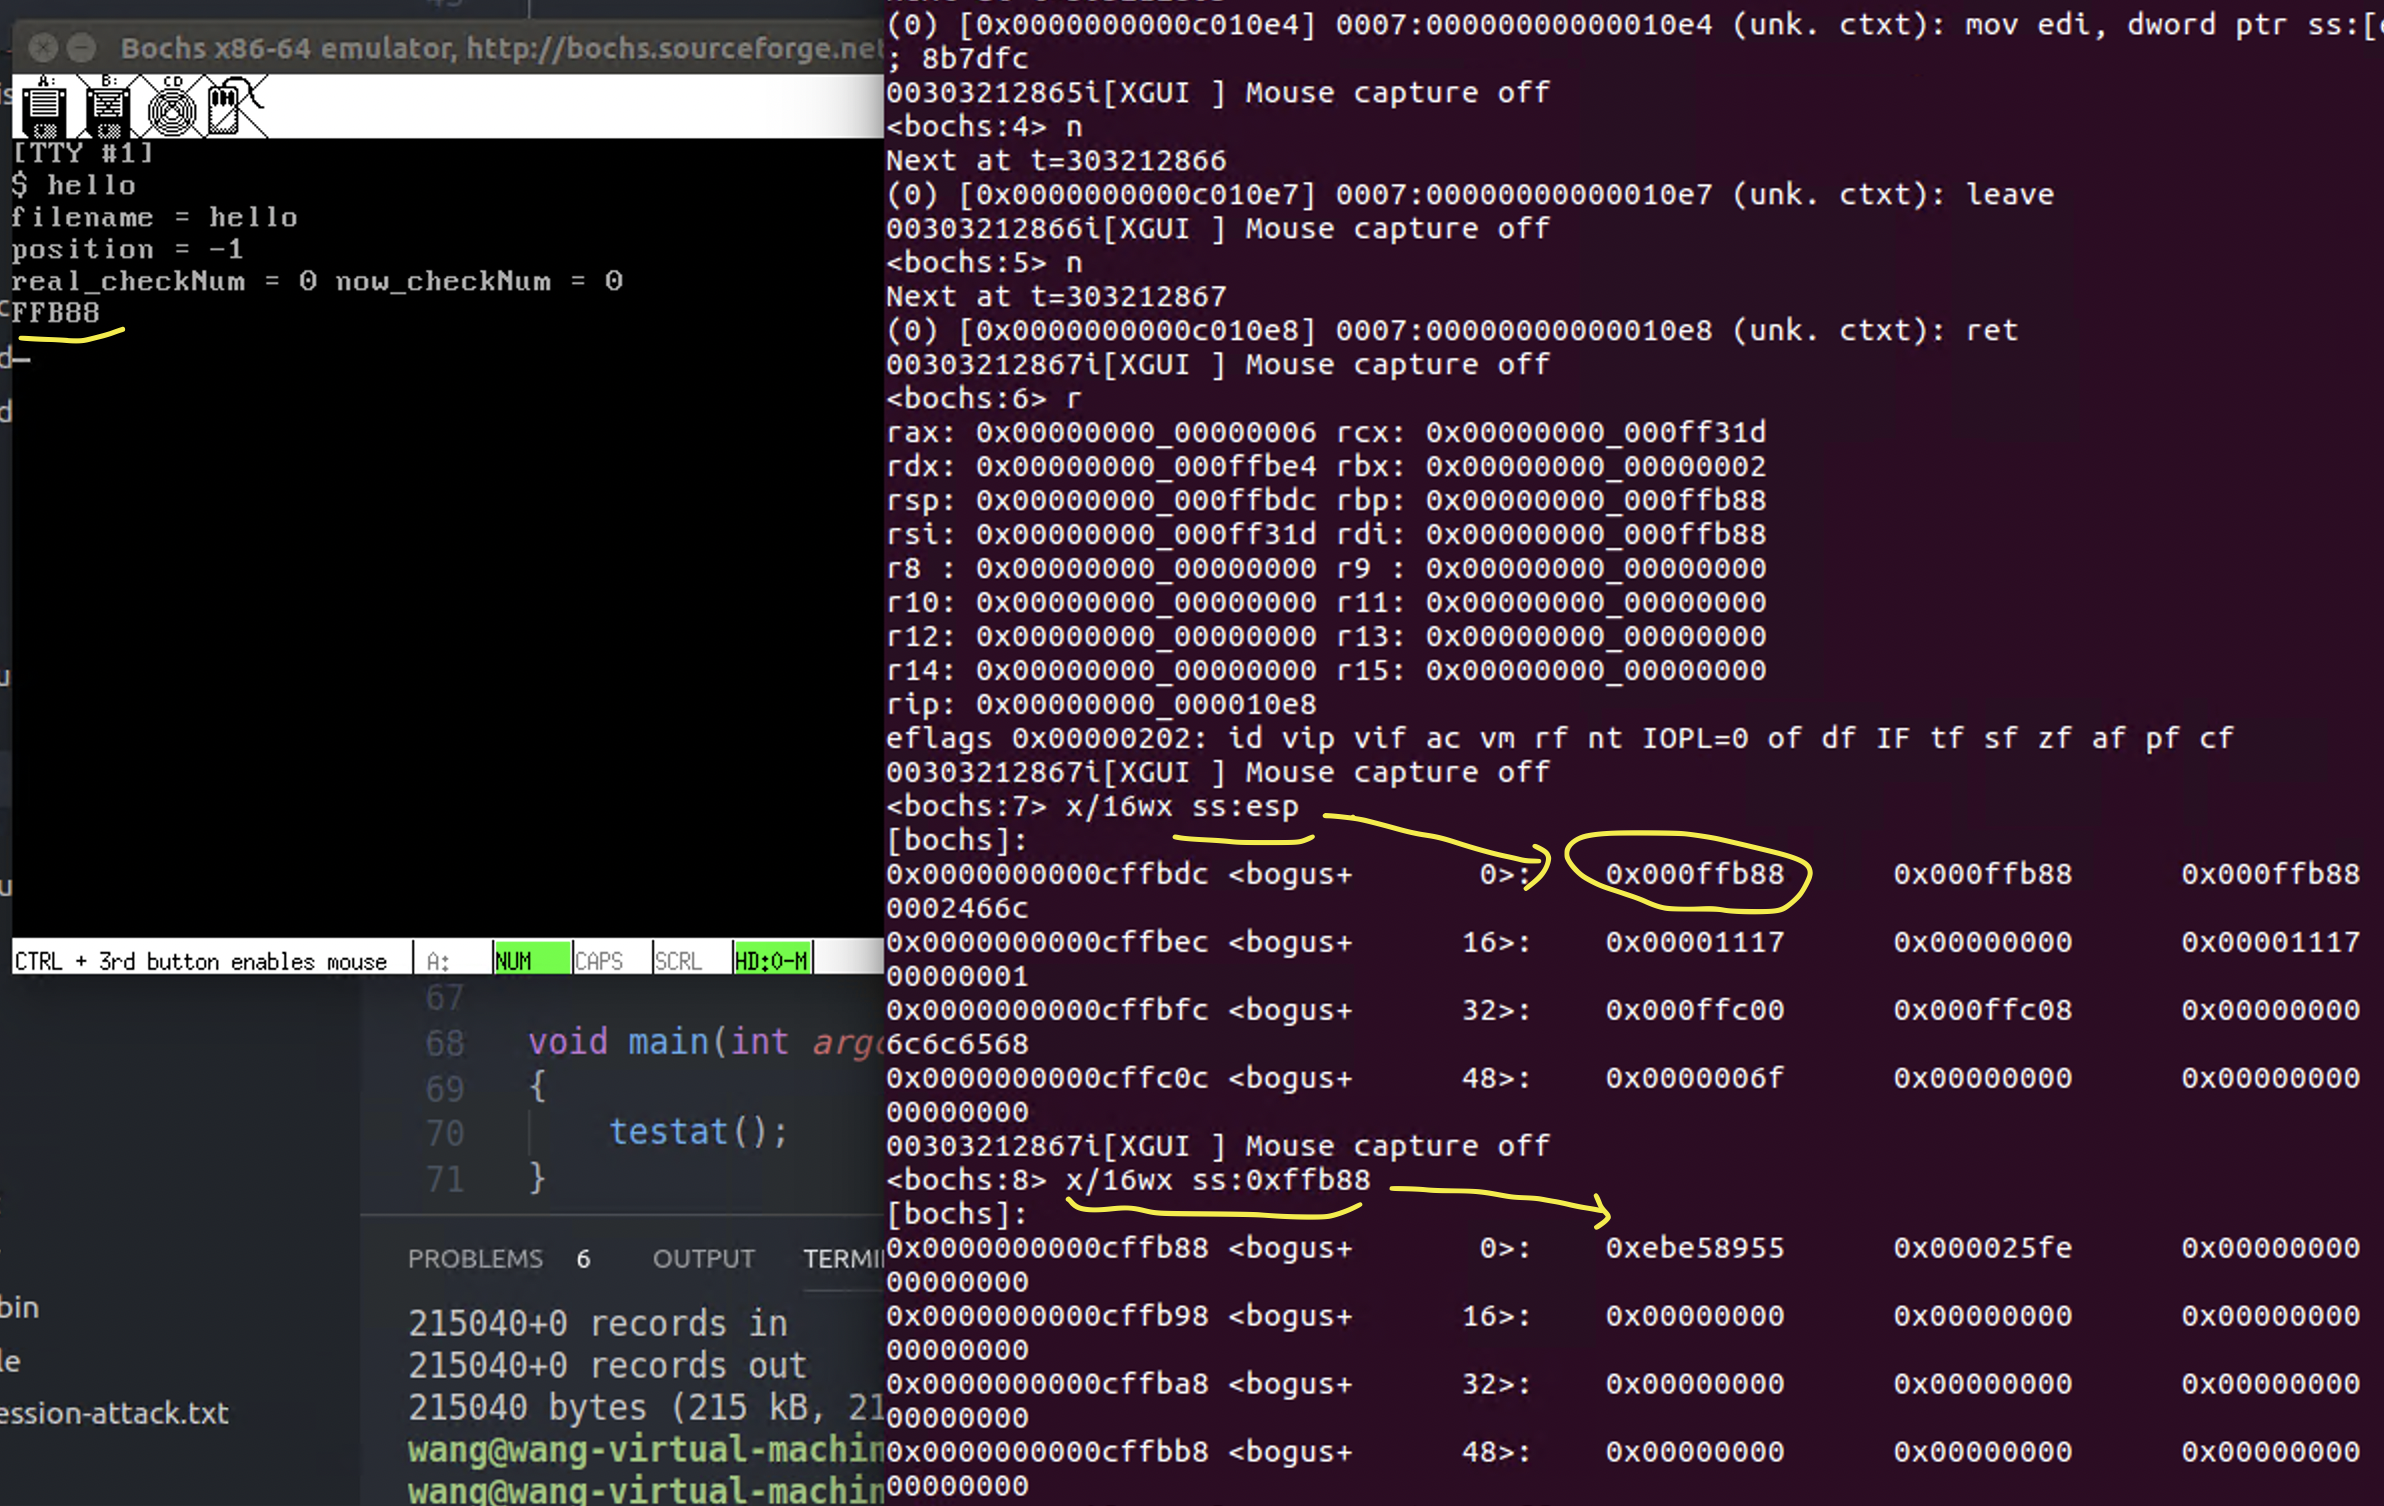 Bochs x86-64 emulator, http://bochs.sourceforge.net
A: B: CD
[TTY #1]
$ hello
filename = hello
position = -1
real_checkNum = 0 now_checkNum = 0
FFB88
CTRL + 3rd button enables mouse A: NUM CAPS SCRL HD:0-M
67
68 void main(int argc
69 {
70 testat();
71 }
PROBLEMS 6 OUTPUT TERMI
215040+0 records in
215040+0 records out
215040 bytes (215 kB, 21
wang@wang-virtual-machin
wang@wang-virtual-machin
bin
le
ession-attack.txt
(0) [0x0000000000c010e4] 0007:00000000000010e4 (unk. ctxt): mov edi, dword ptr ss:[
; 8b7dfc
00303212865i[XGUI ] Mouse capture off
<bochs:4> n
Next at t=303212866
(0) [0x0000000000c010e7] 0007:00000000000010e7 (unk. ctxt): leave
00303212866i[XGUI ] Mouse capture off
<bochs:5> n
Next at t=303212867
(0) [0x0000000000c010e8] 0007:00000000000010e8 (unk. ctxt): ret
00303212867i[XGUI ] Mouse capture off
<bochs:6> r
rax: 0x00000000_00000006 rcx: 0x00000000_000ff31d
rdx: 0x00000000_000ffbe4 rbx: 0x00000000_00000002
rsp: 0x00000000_000ffbdc rbp: 0x00000000_000ffb88
rsi: 0x00000000_000ff31d rdi: 0x00000000_000ffb88
r8 : 0x00000000_00000000 r9 : 0x00000000_00000000
r10: 0x00000000_00000000 r11: 0x00000000_00000000
r12: 0x00000000_00000000 r13: 0x00000000_00000000
r14: 0x00000000_00000000 r15: 0x00000000_00000000
rip: 0x00000000_000010e8
eflags 0x00000202: id vip vif ac vm rf nt IOPL=0 of df IF tf sf zf af pf cf
00303212867i[XGUI ] Mouse capture off
<bochs:7> x/16wx ss:esp
[bochs]:
0x0000000000cffbdc <bogus+ 0>: 0x000ffb88 0x000ffb88 0x000ffb88
0002466c
0x0000000000cffbec <bogus+ 16>: 0x00001117 0x00000000 0x00001117
00000001
0x0000000000cffbfc <bogus+ 32>: 0x000ffc00 0x000ffc08 0x00000000
6c6c6568
0x0000000000cffc0c <bogus+ 48>: 0x0000006f 0x00000000 0x00000000
00000000
00303212867i[XGUI ] Mouse capture off
<bochs:8> x/16wx ss:0xffb88
[bochs]:
0x0000000000cffb88 <bogus+ 0>: 0xebe58955 0x000025fe 0x00000000
00000000
0x0000000000cffb98 <bogus+ 16>: 0x00000000 0x00000000 0x00000000
00000000
0x0000000000cffba8 <bogus+ 32>: 0x00000000 0x00000000 0x00000000
00000000
0x0000000000cffbb8 <bogus+ 48>: 0x00000000 0x00000000 0x00000000
00000000